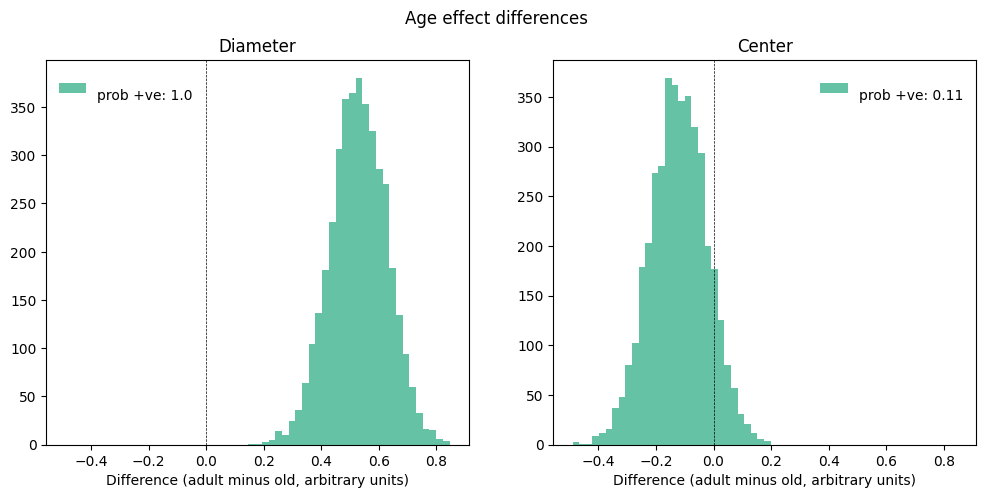 Age effect differences
Diameter
prob +ve: 1.0
350
300
250
200
150
100
50
0
−0.4 −0.2 0.0 0.2 0.4 0.6 0.8
Difference (adult minus old, arbitrary units)
Center
prob +ve: 0.11
350
300
250
200
150
100
50
0
−0.4 −0.2 0.0 0.2 0.4 0.6 0.8
Difference (adult minus old, arbitrary units)